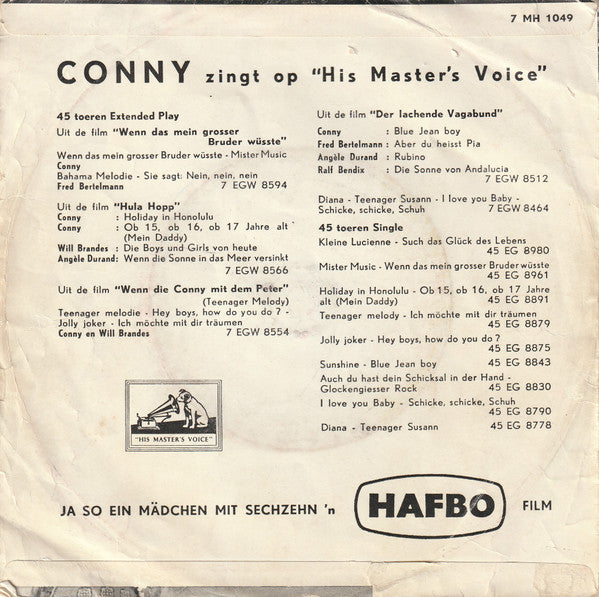 7 MH 1049
CONNY zingt op "His Master's Voice"
45 toeren Extended Play
Uit de film "Wenn das mein grosser
Bruder wüsste"
Wenn das mein grosser Bruder wüsste - Mister Music
Conny
Bahama Melodie - Sie sagt: Nein, nein, nein
Fred Bertelmann 7 EGW 8594
Uit de film "Hula Hopp"
Conny : Holiday in Honolulu
Conny : Ob 15, ob 16, ob 17 Jahre alt
(Mein Daddy)
Will Brandes : Die Boys und Girls von heute
Angèle Durand: Wenn die Sonne in das Meer versinkt
7 EGW 8566
Uit de film "Wenn die Conny mit dem Peter"
(Teenager Melody)
Teenager melodie - Hey boys, how do you do? -
Jolly joker - Ich möchte mit dir träumen
Conny en Will Brandes 7 EGW 8554
"HIS MASTER'S VOICE"
Uit de film "Der lachende Vagabund"
Conny : Blue Jean boy
Fred Bertelmann : Aber du heisst Pia
Angèle Durand : Rubino
Ralf Bendix : Die Sonne von Andalucia
7 EGW 8512
Diana - Teenager Susann - I love you Baby -
Schicke, schicke, Schuh 7 EGW 8464
45 toeren Single
Kleine Lucienne - Such das Glück des Lebens
45 EG 8980
Mister Music - Wenn das mein grosser Bruder wüsste
45 EG 8961
Holiday in Honolulu - Ob 15, ob 16, ob 17 Jahre
alt (Mein Daddy) 45 EG 8891
Teenager melody - Ich möchte mit dir träumen
45 EG 8879
Jolly joker - Hey boys, how do you do?
45 EG 8875
Sunshine - Blue Jean boy 45 EG 8843
Auch du hast dein Schicksal in der Hand -
Glockengiesser Rock 45 EG 8830
I love you Baby - Schicke, schicke, Schuh
45 EG 8790
Diana - Teenager Susann 45 EG 8778
JA SO EIN MÄDCHEN MIT SECHZEHN 'n HAFBO FILM